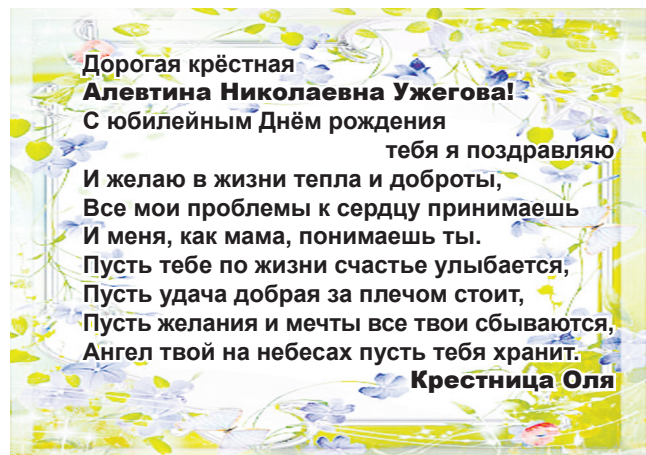 Дорогая крёстная
Алевтина Николаевна Ужегова!
С юбилейным Днём рождения
тебя я поздравляю
И желаю в жизни тепла и доброты,
Все мои проблемы к сердцу принимаешь
И меня, как мама, понимаешь ты.
Пусть тебе по жизни счастье улыбается,
Пусть удача добрая за плечом стоит,
Пусть желания и мечты все твои сбываются,
Ангел твой на небесах пусть тебя хранит.
Крестница Оля